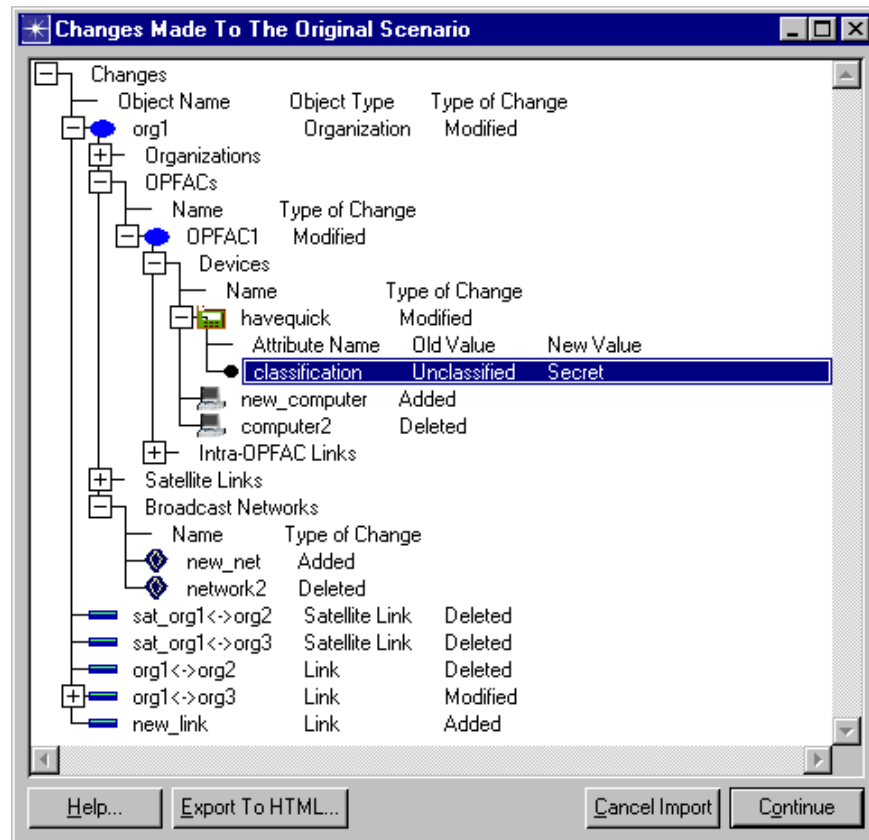 Changes Made To The Original Scenario
Changes
Object Name Object Type Type of Change
org1 Organization Modified
Organizations
OPFACs
Name Type of Change
OPFAC1 Modified
Devices
Name Type of Change
havequick Modified
Attribute Name Old Value New Value
classification Unclassified Secret
new_computer Added
computer2 Deleted
Intra-OPFAC Links
Satellite Links
Broadcast Networks
Name Type of Change
new_net Added
network2 Deleted
sat_org1<->org2 Satellite Link Deleted
sat_org1<->org3 Satellite Link Deleted
org1<->org2 Link Deleted
org1<->org3 Link Modified
new_link Link Added
Help... Export To HTML... Cancel Import Continue